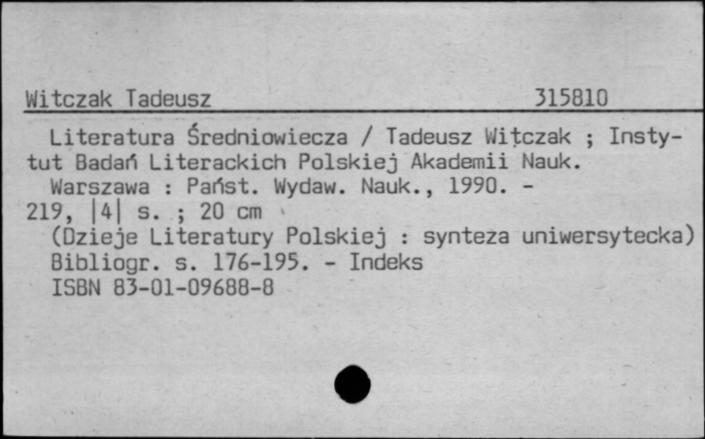 Witczak Tadeusz 315810
Literatura Średniowiecza / Tadeusz Witczak ; Insty-
tut Badań Literackich Polskiej Akademii Nauk.
Warszawa : Państ. Wydaw. Nauk., 1990. -
219, |4| s. ; 20 cm
(Dzieje Literatury Polskiej : synteza uniwersytecka)
Bibliogr. s. 176-195. - Indeks
ISBN 83-01-09688-8